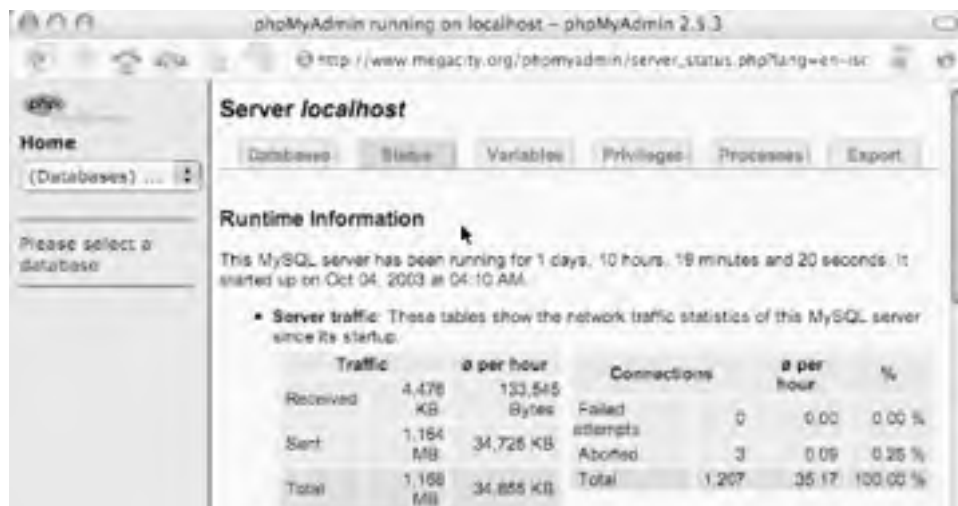 phpMyAdmin running on localhost – phpMyAdmin 2.5.3
http://www.megacity.org/phpmyadmin/server_status.php?lang=en-isc
php
Home
(Databases) ...
Please select a
database
Server localhost
Databases Status Variables Privileges Processes Export
Runtime Information
This MySQL server has been running for 1 days, 10 hours, 19 minutes and 20 seconds. It
started up on Oct 04, 2003 at 04:10 AM.
• Server traffic: These tables show the network traffic statistics of this MySQL server
since its startup.
Traffic ø per hour
Received 4,476 KB 133,545 Bytes
Sent 1,164 MB 34,725 KB
Total 1,168 MB 34,855 KB
Connections ø per hour %
Failed attempts 0 0.00 0.00 %
Aborted 3 0.09 0.25 %
Total 1,207 35.17 100.00 %